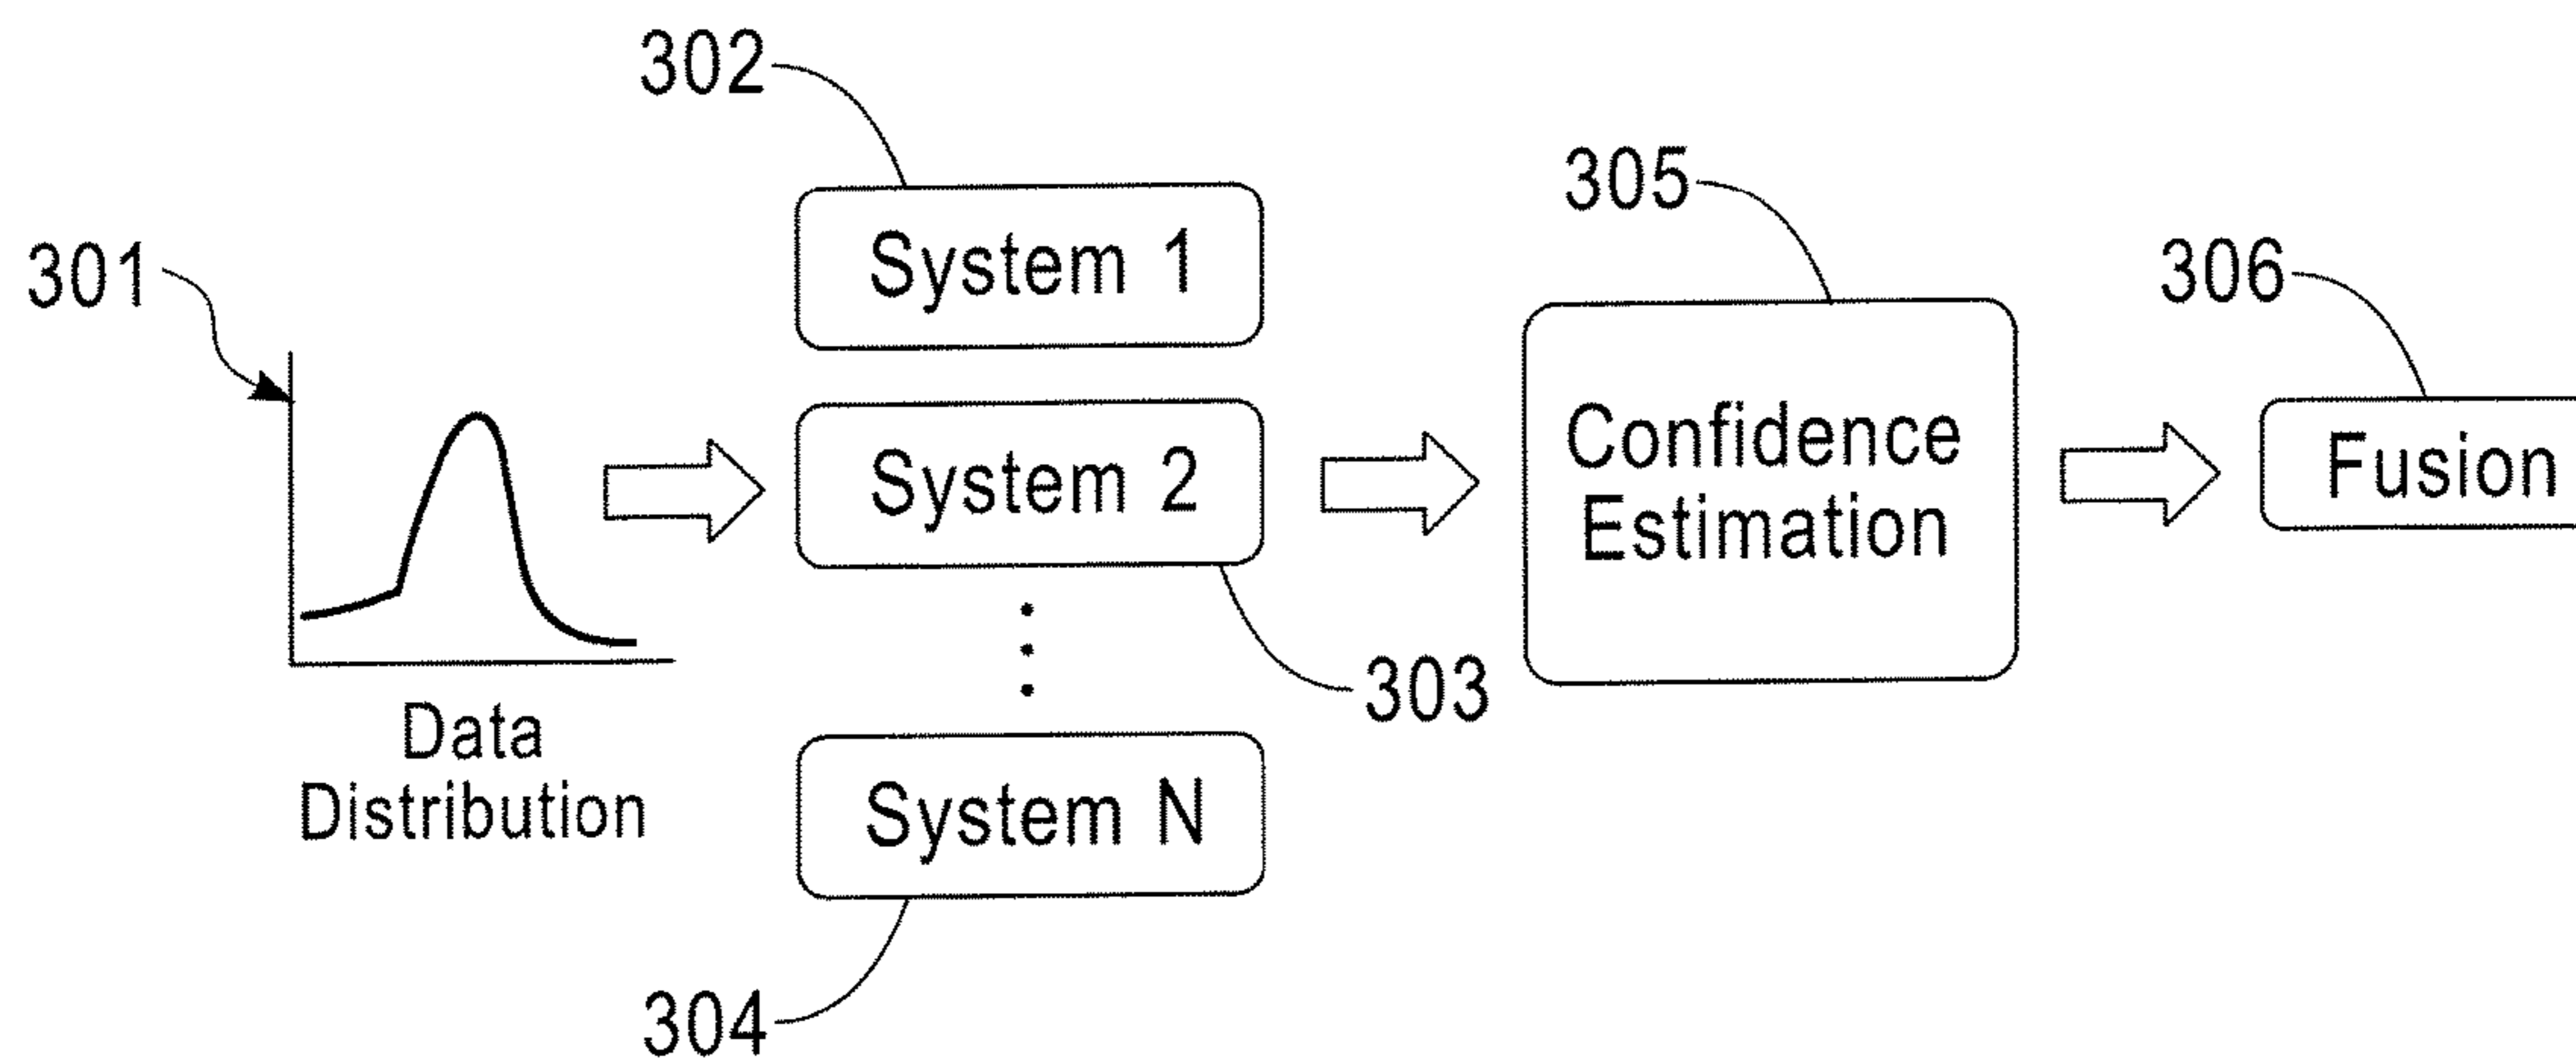 302
305
301
System 1
306
Confidence
Estimation
System 2
Fusion
303
Data
Distribution
System N
304